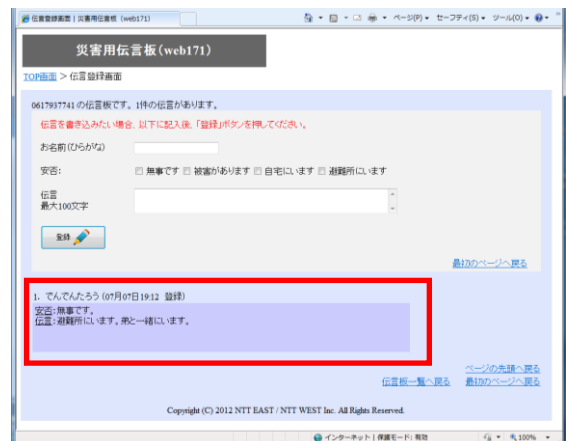 伝言登録画面 | 災害用伝言板 (web171)
ページ(P) セーフティ(S) ツール(O)
災害用伝言板(web171)
TOP画面 > 伝言登録画面
0617937741 の伝言板です。1件の伝言があります。
伝言を書き込みたい場合、以下に記入後、「登録」ボタンを押してください。
お名前(ひらがな)
安否: 無事です 被害があります 自宅にいます 避難所にいます
伝言
最大100文字
登録
最初のページへ戻る
1. でんでんたろう (07月07日19:12 登録)
安否:無事です。
伝言:避難所にいます。弟と一緒にいます。
ページの先頭へ戻る
伝言板一覧へ戻る 最初のページへ戻る
Copyright (C) 2012 NTT EAST / NTT WEST Inc. All Rights Reserved.
インターネット | 保護モード: 有効 100%